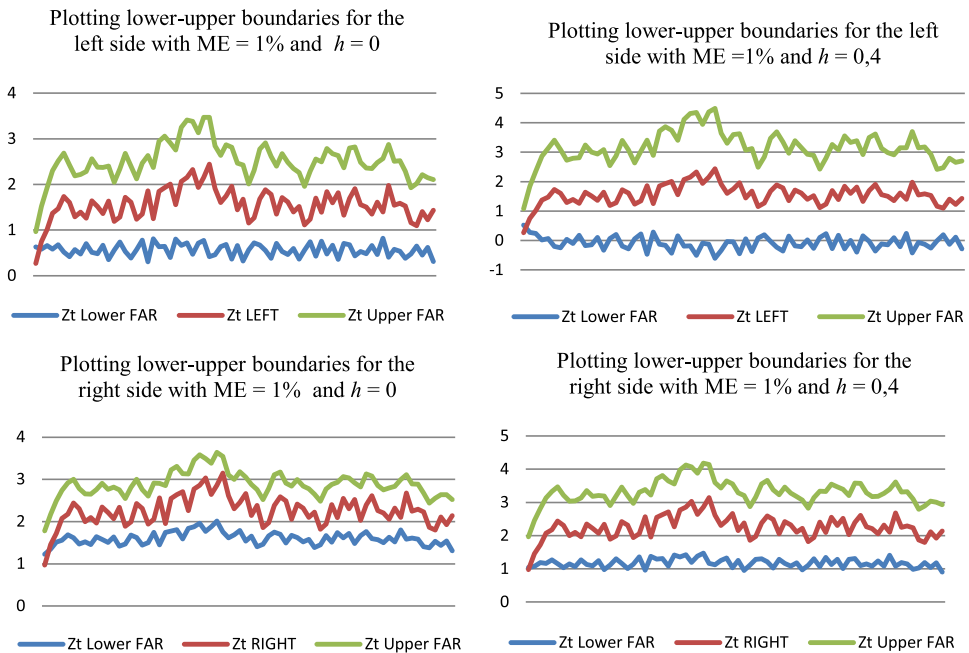 Plotting lower-upper boundaries for the
left side with ME = 1% and h = 0
4
3
2
1
0
Zt Lower FAR Zt LEFT Zt Upper FAR
Plotting lower-upper boundaries for the left
side with ME =1% and h = 0,4
5
4
3
2
1
0
-1
Zt Lower FAR Zt LEFT Zt Upper FAR
Plotting lower-upper boundaries for the
right side with ME = 1% and h = 0
4
3
2
1
0
Zt Lower FAR Zt RIGHT Zt Upper FAR
Plotting lower-upper boundaries for the
right side with ME = 1% and h = 0,4
5
4
3
2
1
0
Zt Lower FAR Zt RIGHT Zt Upper FAR